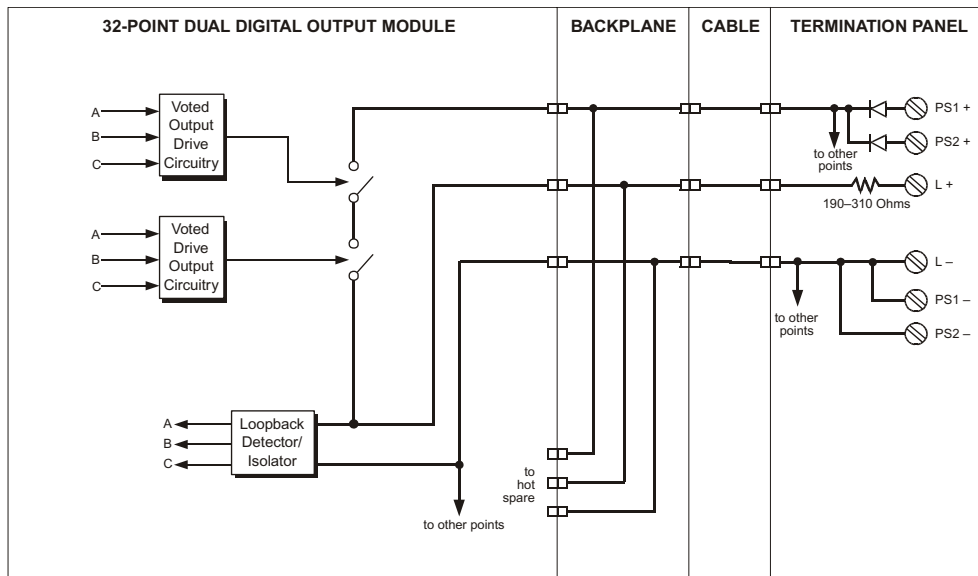 32-POINT DUAL DIGITAL OUTPUT MODULE
BACKPLANE
CABLE
TERMINATION PANEL
A
B
C
Voted
Output
Drive
Circuitry
PS1 +
PS2 +
to other
points
L +
190–310 Ohms
A
B
C
Voted
Drive
Output
Circuitry
L –
PS1 –
PS2 –
to other
points
A
B
C
Loopback
Detector/
Isolator
to
hot
spare
to other points